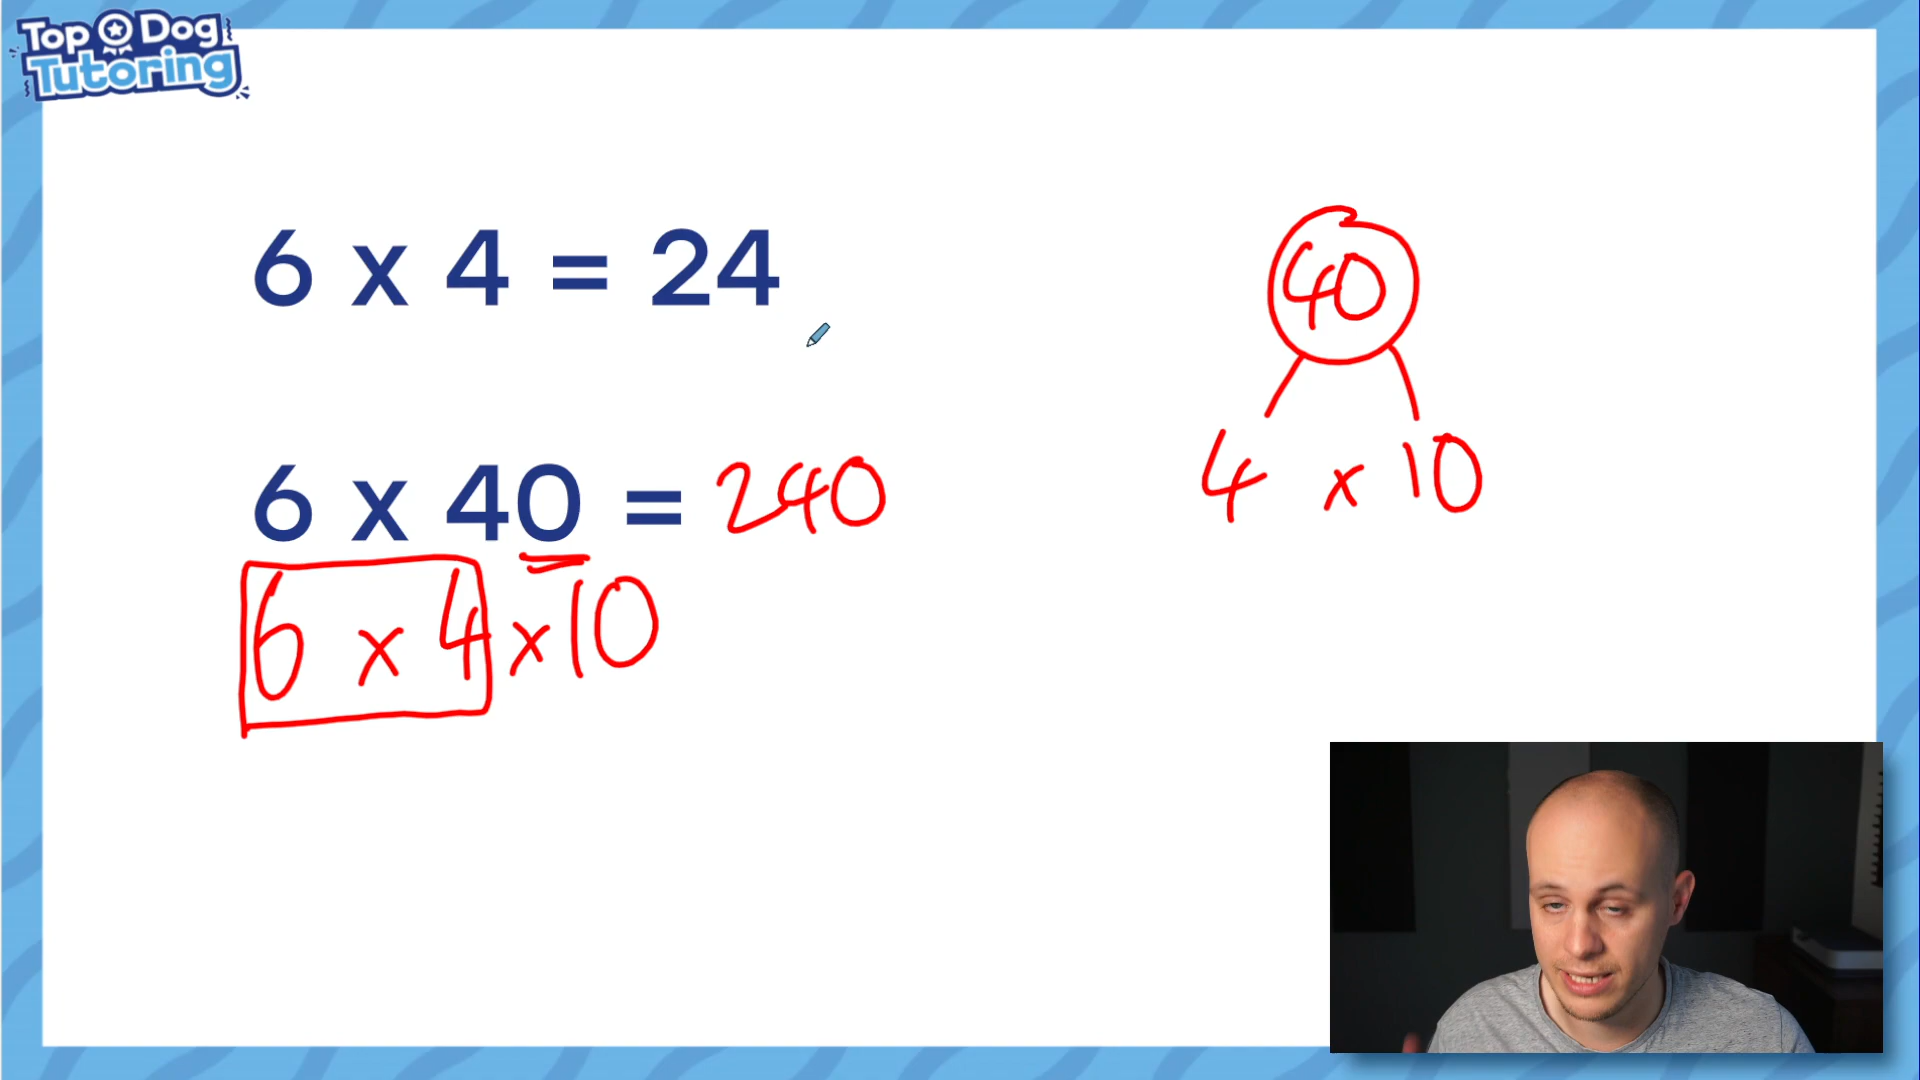 Top Dog
Tutoring
6 x 4 = 24
6 x 40 = 240
6 x 4 x 10
40
4 x 10